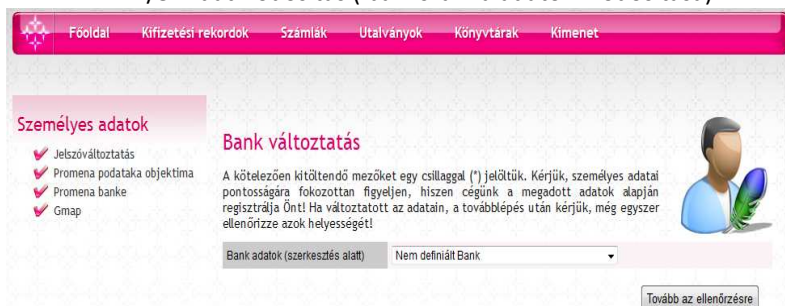 Főoldal Kifizetési rekordok Számlák Utalványok Könyvtárak Kimenet
Személyes adatok
Jelszóváltoztatás
Promena podataka objektima
Promena banke
Gmap
Bank változtatás
A kötelezően kitöltendő mezőket egy csillaggal (*) jelöltük. Kérjük, személyes adatai
pontosságára fokozottan figyeljen, hiszen cégünk a megadott adatok alapján
regisztrálja Önt! Ha változtatott az adatain, a továbblépés után kérjük, még egyszer
ellenőrizze azok helyességét!
Bank adatok (szerkesztés alatt) Nem definiált Bank
Tovább az ellenőrzésre